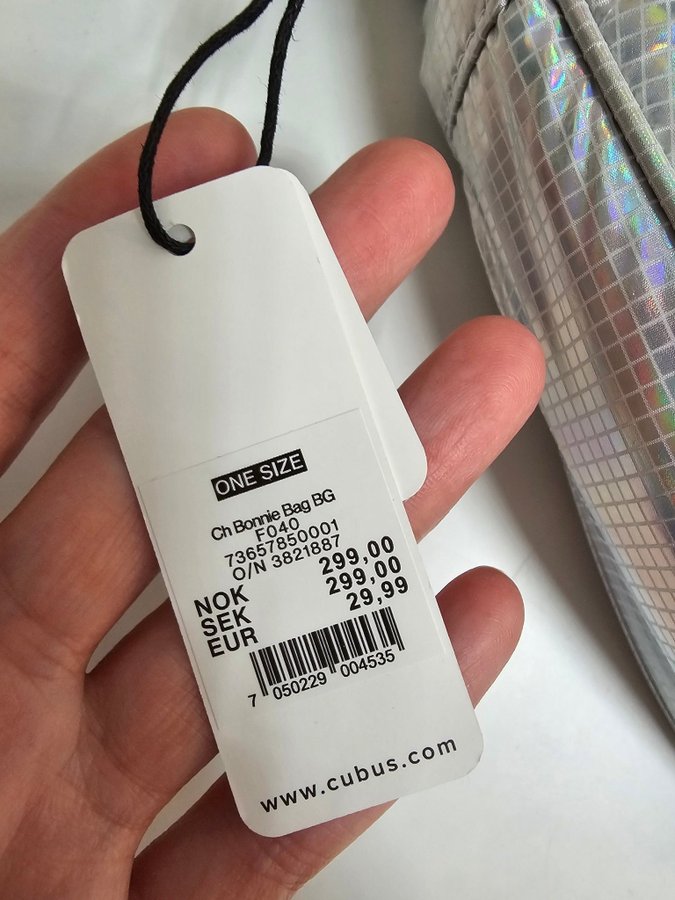 ONE SIZE
Ch Bonnie Bag BG
F040
73657850001
O/N 3821887
NOK 299,00
SEK 299,00
EUR 29,99
7 050229 004535
www.cubus.com